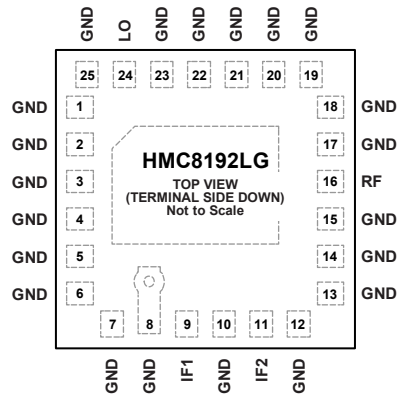 GND LO GND GND GND GND GND
25 24 23 22 21 20 19
GND 1 18 GND
GND 2 17 GND
GND 3 16 RF
GND 4 15 GND
GND 5 14 GND
GND 6 13 GND
HMC8192LG
TOP VIEW
(TERMINAL SIDE DOWN)
Not to Scale
7 8 9 10 11 12
GND GND IF1 GND IF2 GND